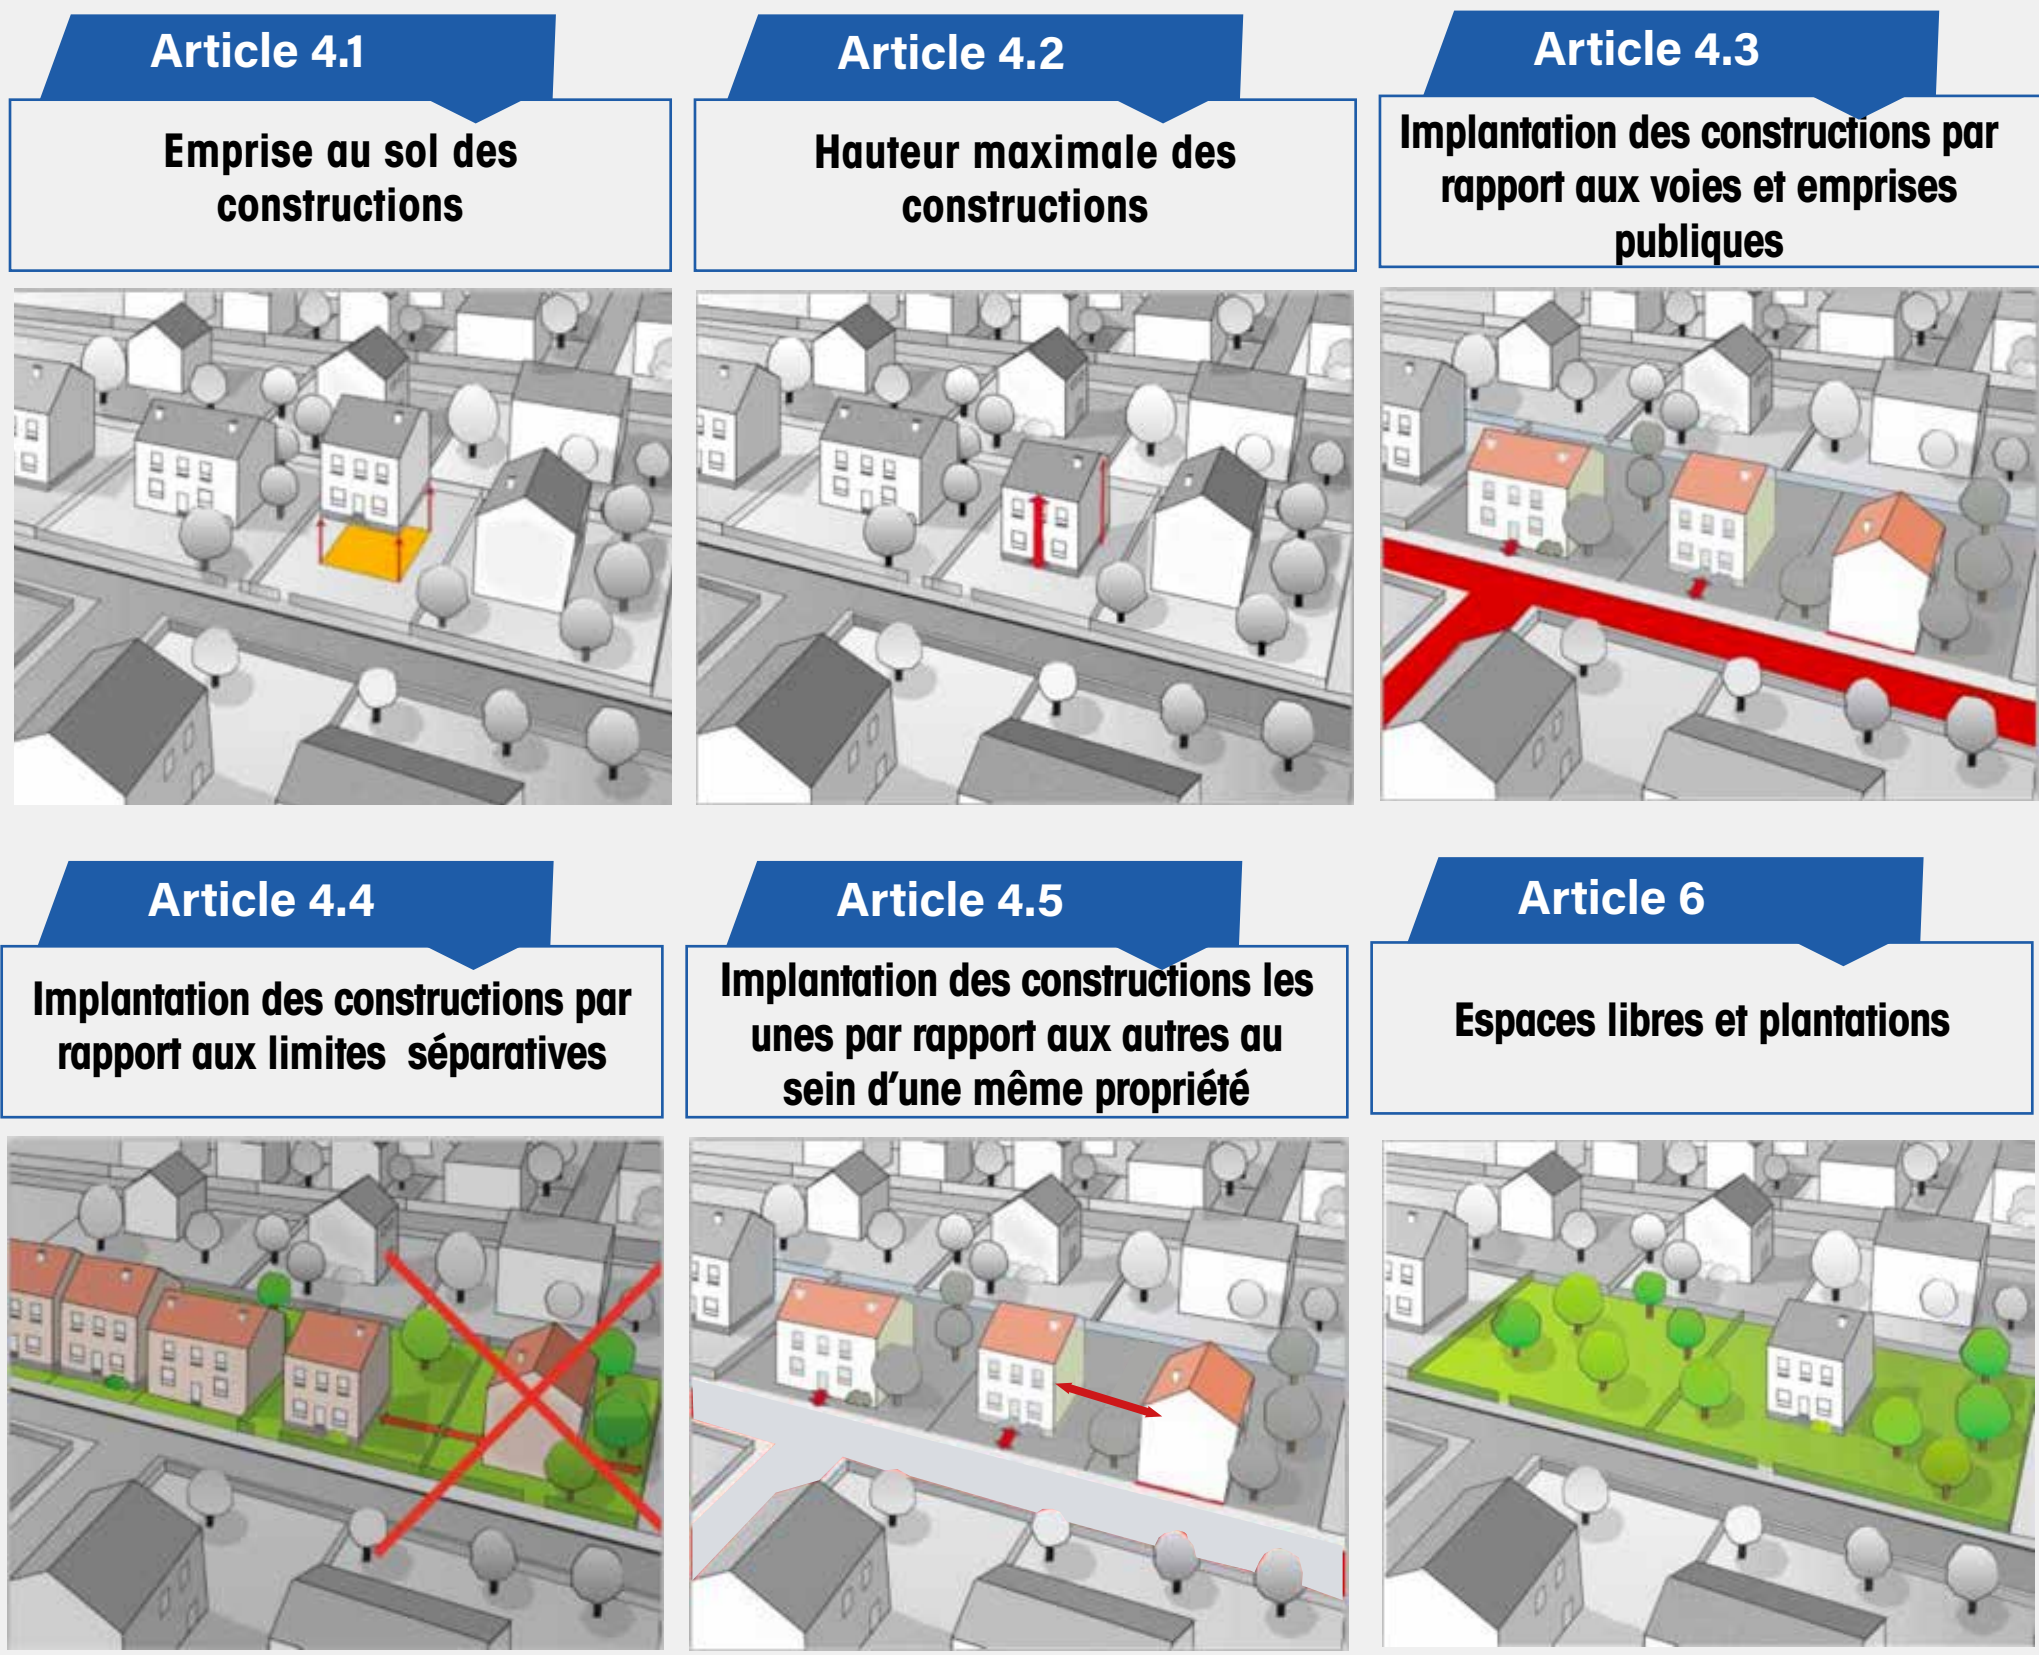 Article 4.1
Emprise au sol des
constructions
Article 4.2
Hauteur maximale des
constructions
Article 4.3
Implantation des constructions par
rapport aux voies et emprises
publiques
Article 4.4
Implantation des constructions par
rapport aux limites séparatives
Article 4.5
Implantation des constructions les
unes par rapport aux autres au
sein d'une même propriété
Article 6
Espaces libres et plantations